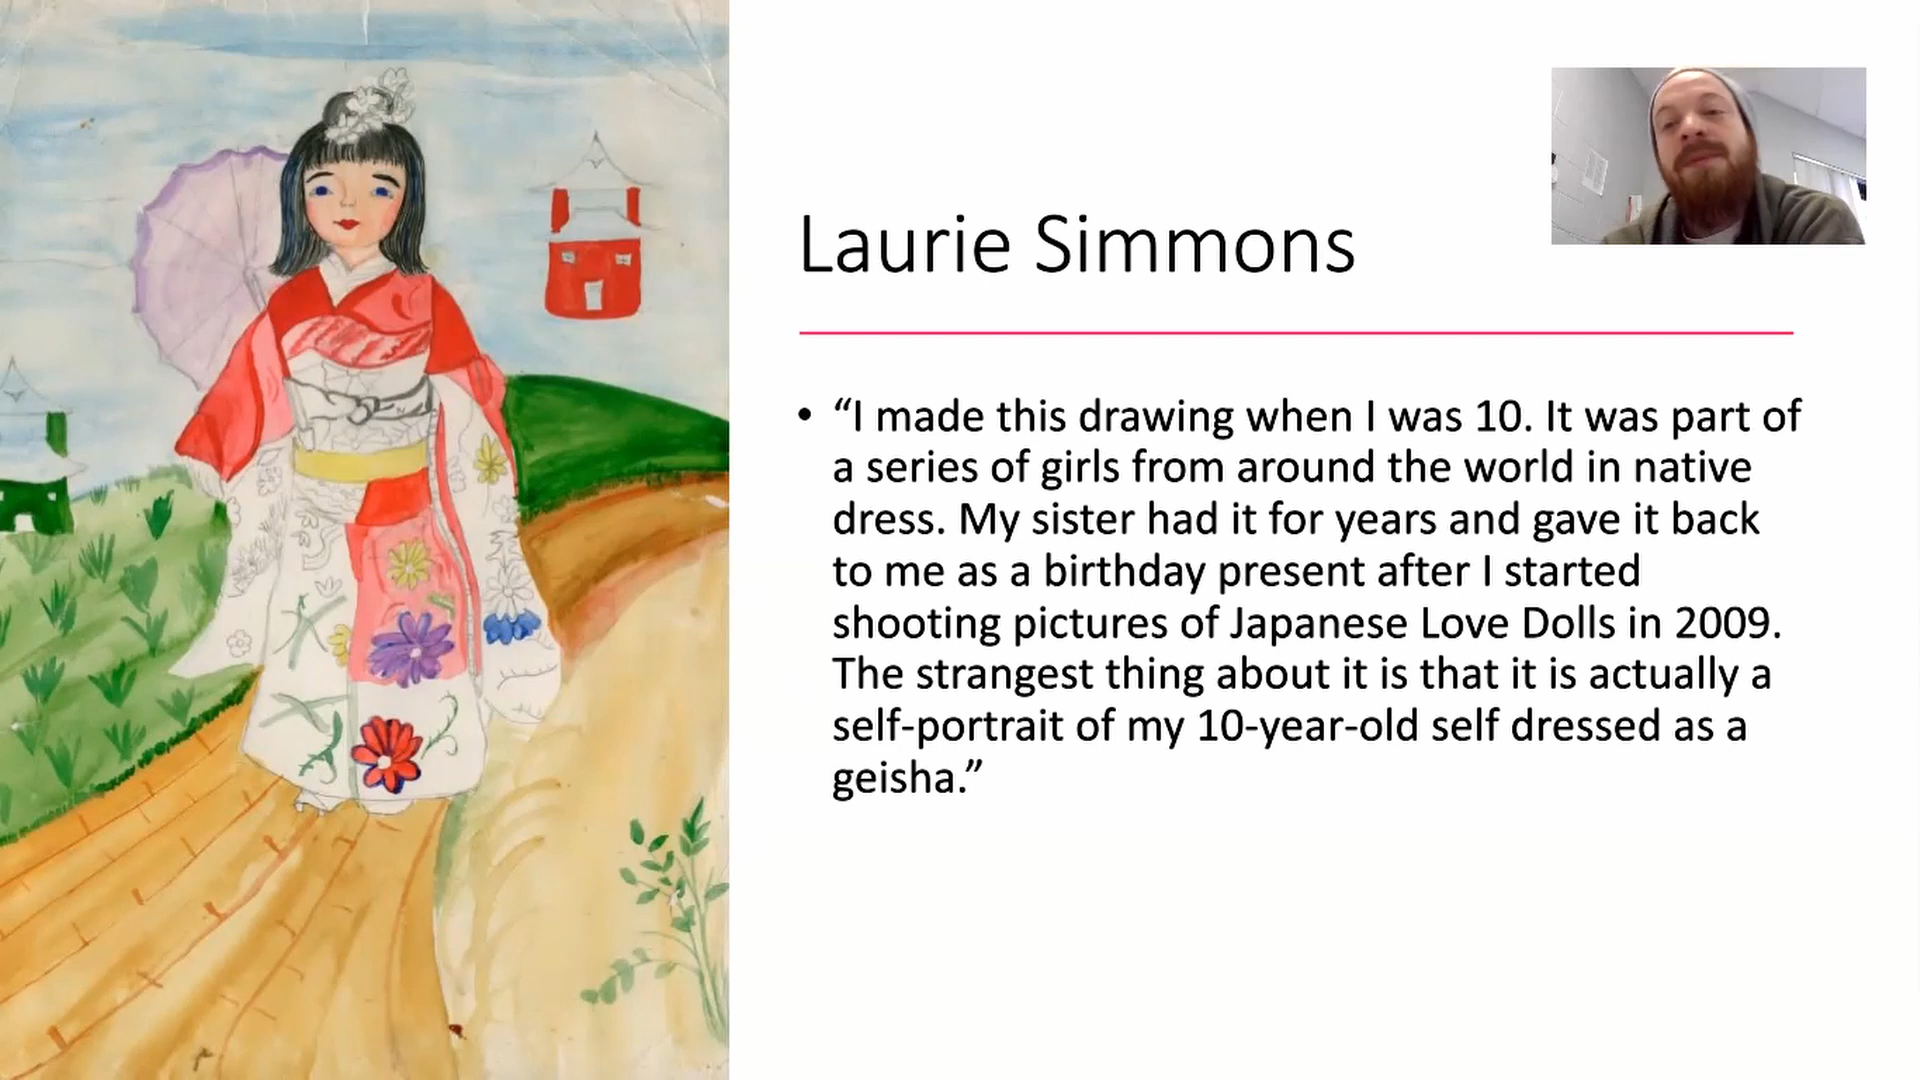 Laurie Simmons
• “I made this drawing when I was 10. It was part of
a series of girls from around the world in native
dress. My sister had it for years and gave it back
to me as a birthday present after I started
shooting pictures of Japanese Love Dolls in 2009.
The strangest thing about it is that it is actually a
self-portrait of my 10-year-old self dressed as a
geisha.”